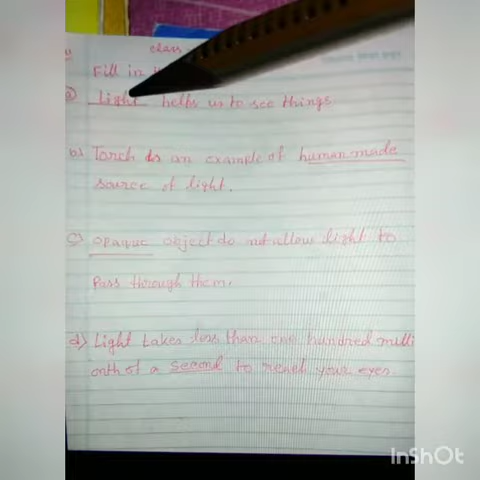 class
Fill in
a) Light helps us to see things.
b) Torch is an example of human made
source of light.
c) opaque object do not allow light to
Pass through them.
d) Light takes less than one hundred milli
onth of a second to reach your eyes.
InShOt